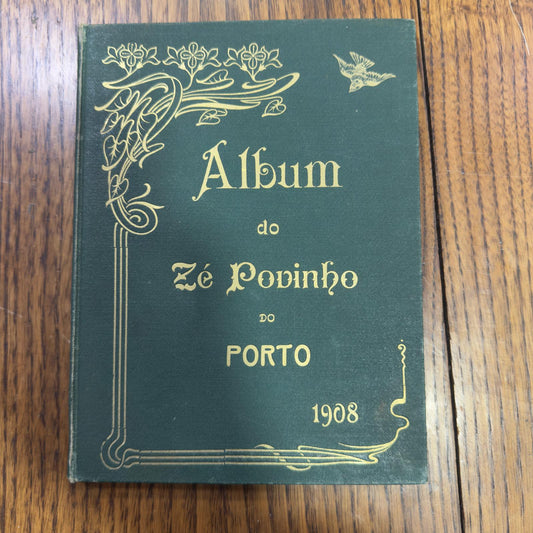 Album
do
Zé Povinho
DO
PORTO
1908